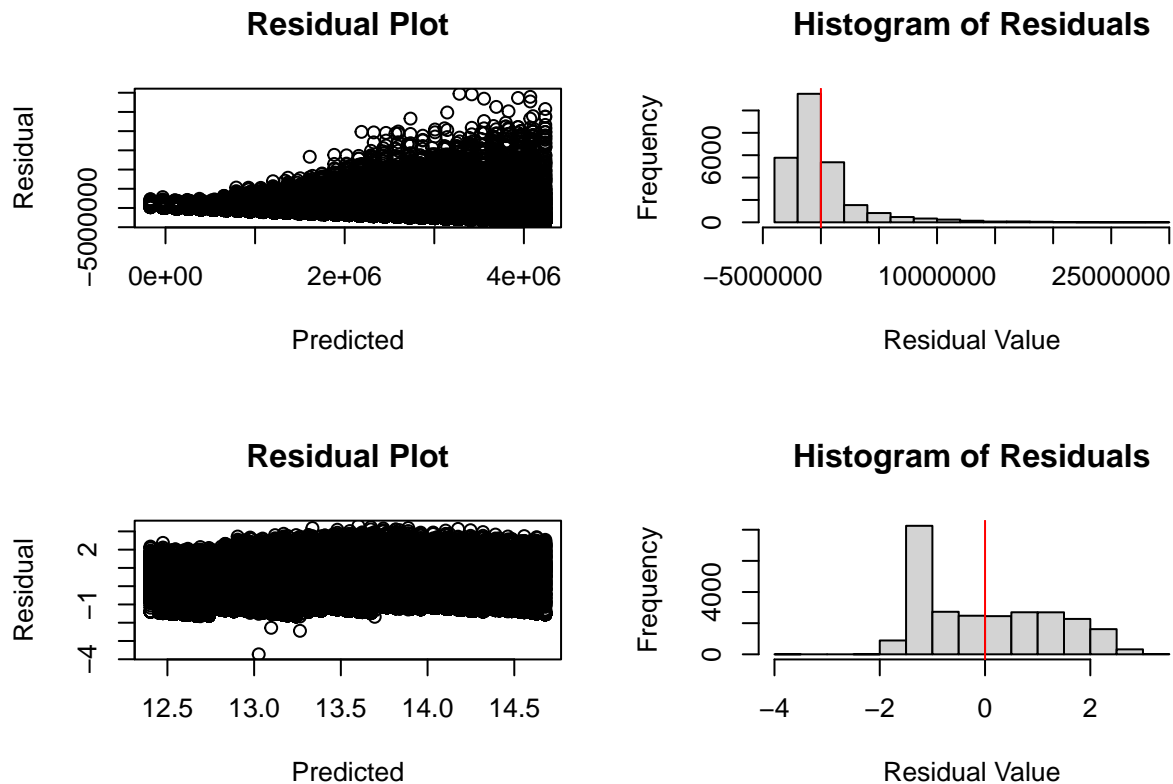 Residual Plot
Residual
-5000000
0e+00 2e+06 4e+06
Predicted
Histogram of Residuals
Frequency
0 6000
−5000000 10000000 25000000
Residual Value
Residual Plot
Residual
−4 −1 2
12.5 13.0 13.5 14.0 14.5
Predicted
Histogram of Residuals
Frequency
0 4000
−4 −2 0 2
Residual Value